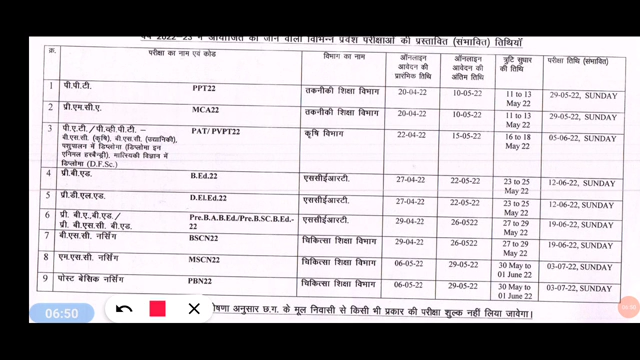 वर्ष 2022-23 में आयोजित की जाने वाली विभिन्न प्रवेश परीक्षाओं की प्रस्तावित (संभावित) तिथियाँ
क्र. परीक्षा का नाम एवं कोड विभाग का नाम ऑनलाइन आवेदन की प्रारंभिक तिथि ऑनलाइन आवेदन की अंतिम तिथि त्रुटि सुधार की तिथि परीक्षा तिथि (संभावित)
1 पी.पी.टी. PPT22 तकनीकी शिक्षा विभाग 20-04-22 10-05-22 11 to 13 May 22 29-05-22, SUNDAY
2 प्री.एम.सी.ए. MCA22 तकनीकी शिक्षा विभाग 20-04-22 10-05-22 11 to 13 May 22 29-05-22, SUNDAY
3 पी.ए.टी./पी.व्ही.पी.टी. – PAT/ PVPT22 कृषि विभाग 22-04-22 15-05-22 16 to 18 May 22 05-06-22, SUNDAY
बी.एस.सी. (कृषि), बी.एस.सी. (उद्यानिकी),
पशुपालन में डिप्लोमा (डिप्लोमा इन
एनिमल हस्बेन्ड्री), मात्स्यिकी विज्ञान में
डिप्लोमा (D.F.Sc.)
4 प्री.बी.एड. B.Ed.22 एससीईआरटी. 27-04-22 22-05-22 23 to 25 May 22 12-06-22, SUNDAY
5 प्री.डी.एल.एड. D.El.Ed.22 एससीईआरटी. 27-04-22 22-05-22 23 to 25 May 22 12-06-22, SUNDAY
6 प्री. बी.ए.,बी.एड./ प्री. बी.एस.सी. बी.एड. Pre.B.A.B.Ed./Pre.B.SC.B.Ed.-22 एससीईआरटी. 29-04-22 26-0522 27 to 29 May 22 19-06-22, SUNDAY
7 बी.एस.सी. नर्सिंग BSCN22 चिकित्सा शिक्षा विभाग 29-04-22 26-0522 27 to 29 May 22 19-06-22, SUNDAY
8 एम.एस.सी. नर्सिंग MSCN22 चिकित्सा शिक्षा विभाग 06-05-22 29-05-22 30 May to 01 June 22 03-07-22, SUNDAY
9 पोस्ट बेसिक नर्सिंग PBN22 चिकित्सा शिक्षा विभाग 06-05-22 29-05-22 30 May to 01 June 22 03-07-22, SUNDAY
06:50
अनुसार छ.ग. के मूल निवासी से किसी भी प्रकार की परीक्षा शुल्क नहीं लिया जावेगा।